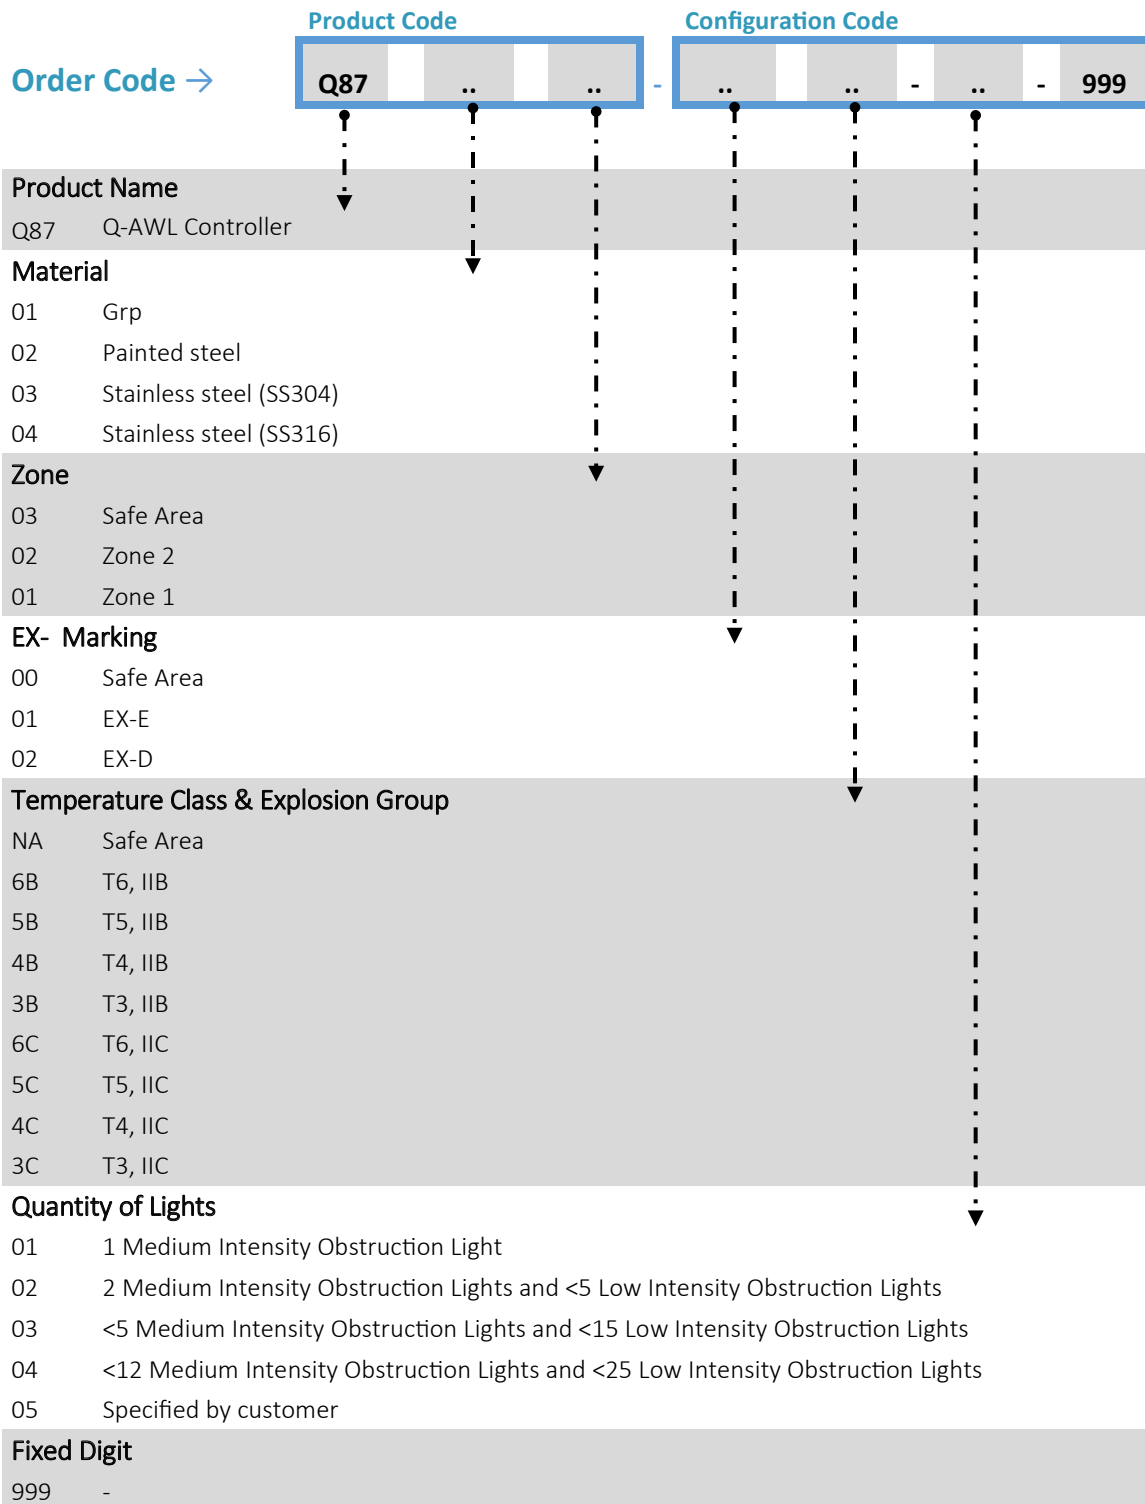 Product Code Configuration Code
Order Code → Q87 .. .. - .. .. - .. - 999
Product Name
Q87 Q-AWL Controller
Material
01 Grp
02 Painted steel
03 Stainless steel (SS304)
04 Stainless steel (SS316)
Zone
03 Safe Area
02 Zone 2
01 Zone 1
EX- Marking
00 Safe Area
01 EX-E
02 EX-D
Temperature Class & Explosion Group
NA Safe Area
6B T6, IIB
5B T5, IIB
4B T4, IIB
3B T3, IIB
6C T6, IIC
5C T5, IIC
4C T4, IIC
3C T3, IIC
Quantity of Lights
01 1 Medium Intensity Obstruction Light
02 2 Medium Intensity Obstruction Lights and <5 Low Intensity Obstruction Lights
03 <5 Medium Intensity Obstruction Lights and <15 Low Intensity Obstruction Lights
04 <12 Medium Intensity Obstruction Lights and <25 Low Intensity Obstruction Lights
05 Specified by customer
Fixed Digit
999 -